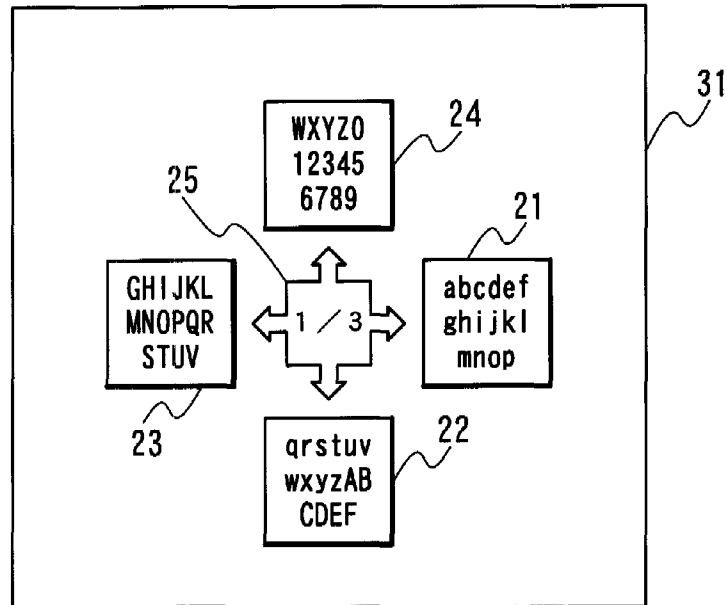 31
24
WXYZ0
12345
6789
25
21
GHIJKL
MNOPQR
STUV
1／3
abcdef
ghijkl
mnop
23
22
qrstuv
wxyzAB
CDEF